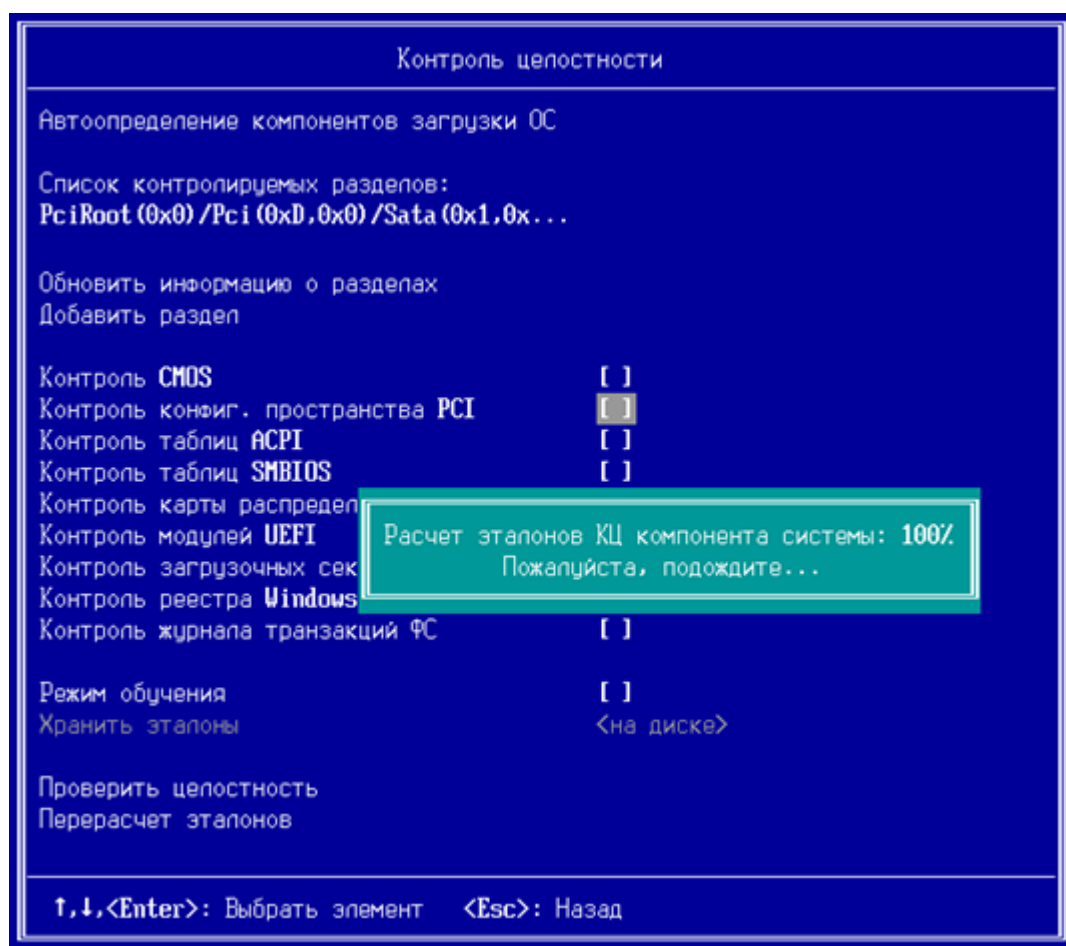 Контроль целостности
Автоопределение компонентов загрузки ОС
Список контролируемых разделов:
PciRoot(0x0)/Pci(0xD,0x0)/Sata(0x1,0x...
Обновить информацию о разделах
Добавить раздел
Контроль CMOS [ ]
Контроль конфиг. пространства PCI [ ]
Контроль таблиц ACPI [ ]
Контроль таблиц SMBIOS [ ]
Контроль карты распредел
Контроль модулей UEFI
Контроль загрузочных сек
Контроль реестра Windows
Расчет эталонов КЦ компонента системы: 100%
Пожалуйста, подождите...
Контроль журнала транзакций ФС [ ]
Режим обучения [ ]
Хранить эталоны <на диске>
Проверить целостность
Перерасчет эталонов
↑,↓,<Enter>: Выбрать элемент <Esc>: Назад